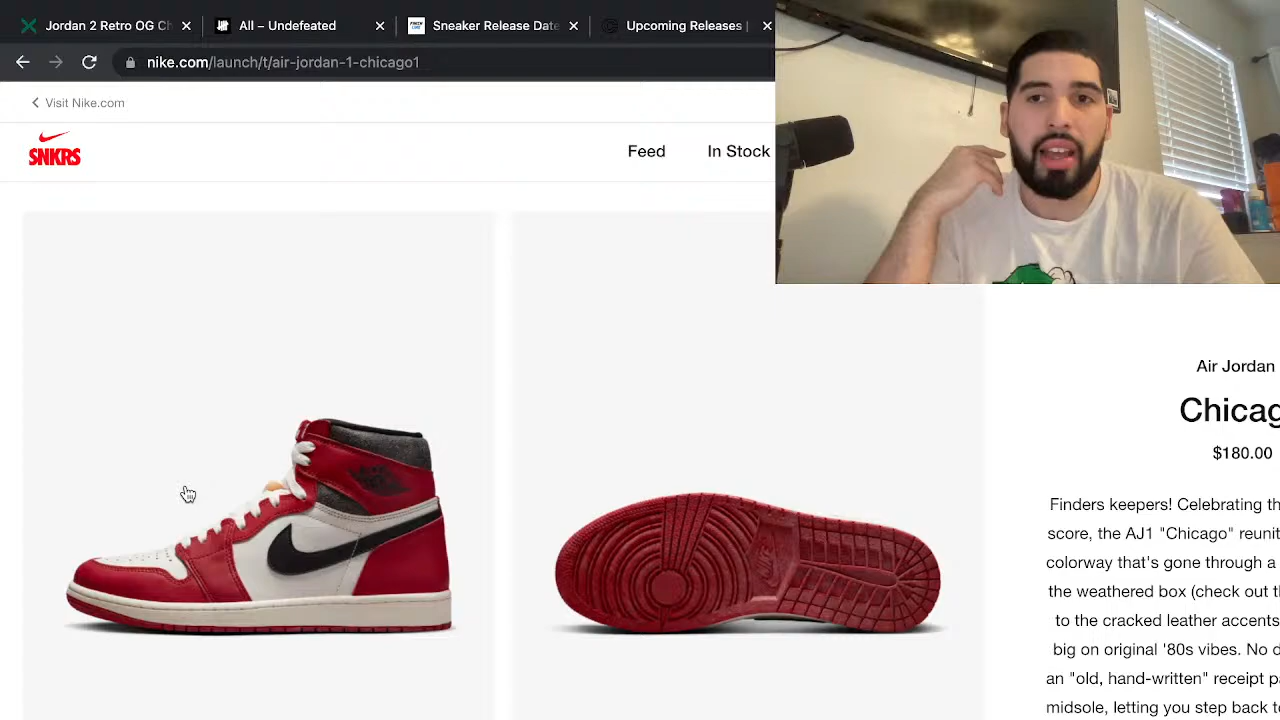 Jordan 2 Retro OG Ch
All – Undefeated
Sneaker Release Date
Upcoming Releases |
nike.com/launch/t/air-jordan-1-chicago1
Visit Nike.com
SNKRS
Feed
In Stock
Air Jordan
Chicag
$180.00
Finders keepers! Celebrating th
score, the AJ1 "Chicago" reunit
colorway that's gone through a
the weathered box (check out th
to the cracked leather accents
big on original '80s vibes. No d
an "old, hand-written" receipt pa
midsole, letting you step back to